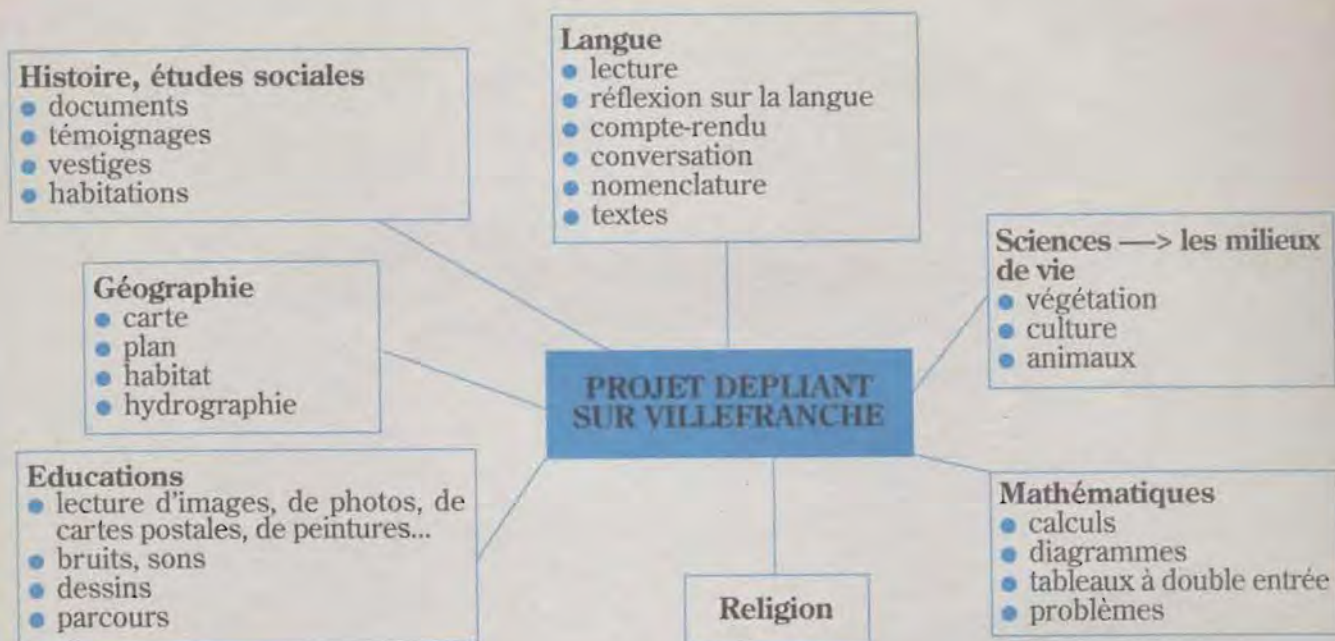 Histoire, études sociales
● documents
● témoignages
● vestiges
● habitations
Langue
● lecture
● réflexion sur la langue
● compte-rendu
● conversation
● nomenclature
● textes
Géographie
● carte
● plan
● habitat
● hydrographie
Sciences —> les milieux
de vie
● végétation
● culture
● animaux
PROJET DEPLIANT
SUR VILLEFRANCHE
Educations
● lecture d'images, de photos, de
cartes postales, de peintures...
● bruits, sons
● dessins
● parcours
Religion
Mathématiques
● calculs
● diagrammes
● tableaux à double entrée
● problèmes